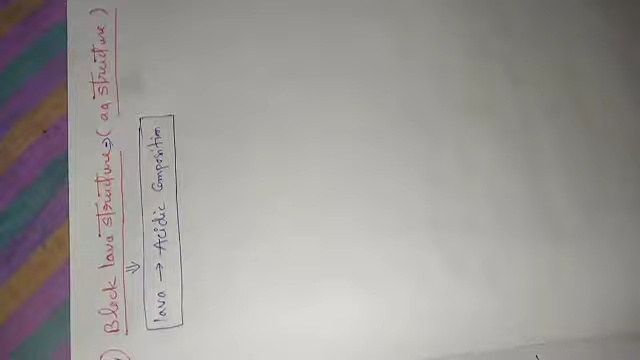 Block lava structure → (aa structure)
⇓
lava → Acidic Composition